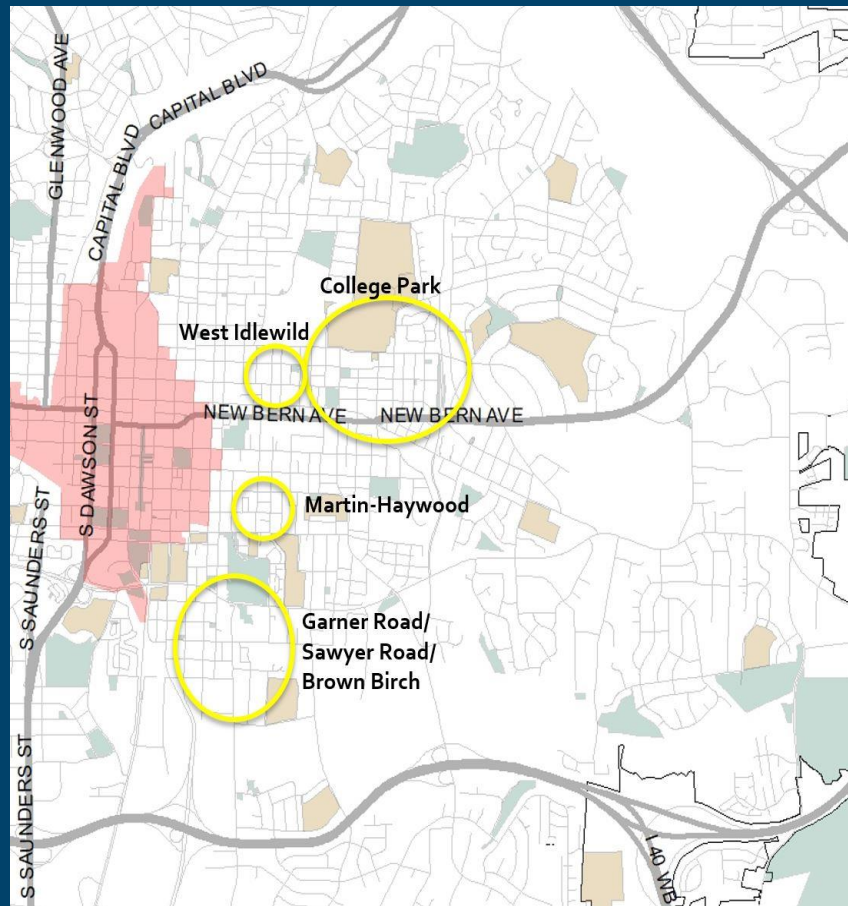 GLENWOOD AVE
CAPITAL BLVD
CAPITAL BLVD
College Park
West Idlewild
NEW BERN AVE
NEW BERN AVE
S DAWSON ST
Martin-Haywood
S SAUNDERS ST
Garner Road/
Sawyer Road/
Brown Birch
S SAUNDERS ST
I 40 WB